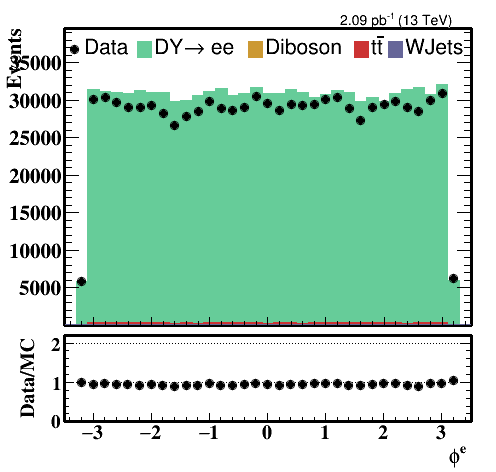 2.09 pb⁻¹ (13 TeV)
Events
Data DY→ ee Diboson tt̄ WJets
35000
30000
25000
20000
15000
10000
5000
Data/MC
2
1
0
−3 −2 −1 0 1 2 3
ϕᵉ